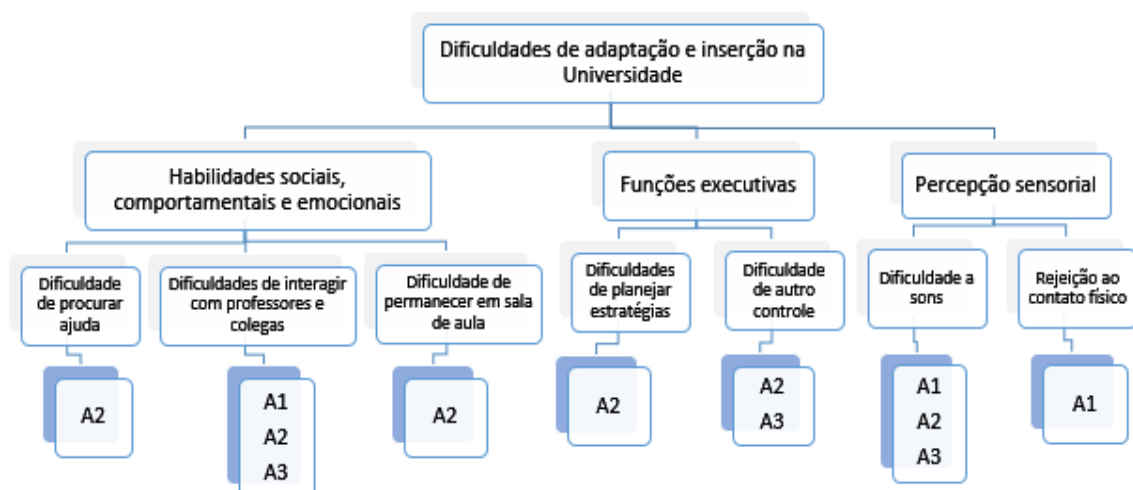 Dificuldades de adaptação e inserção na
Universidade
Habilidades sociais,
comportamentais e emocionais
Funções executivas
Percepção sensorial
Dificuldade
de procurar
ajuda
Dificuldades de interagir
com professores e
colegas
Dificuldade de
permanecer em sala
de aula
Dificuldades
de planejar
estratégias
Dificuldade
de autro
controle
Dificuldade a
sons
Rejeição ao
contato físico
A2
A1
A2
A3
A2
A2
A2
A3
A1
A2
A3
A1